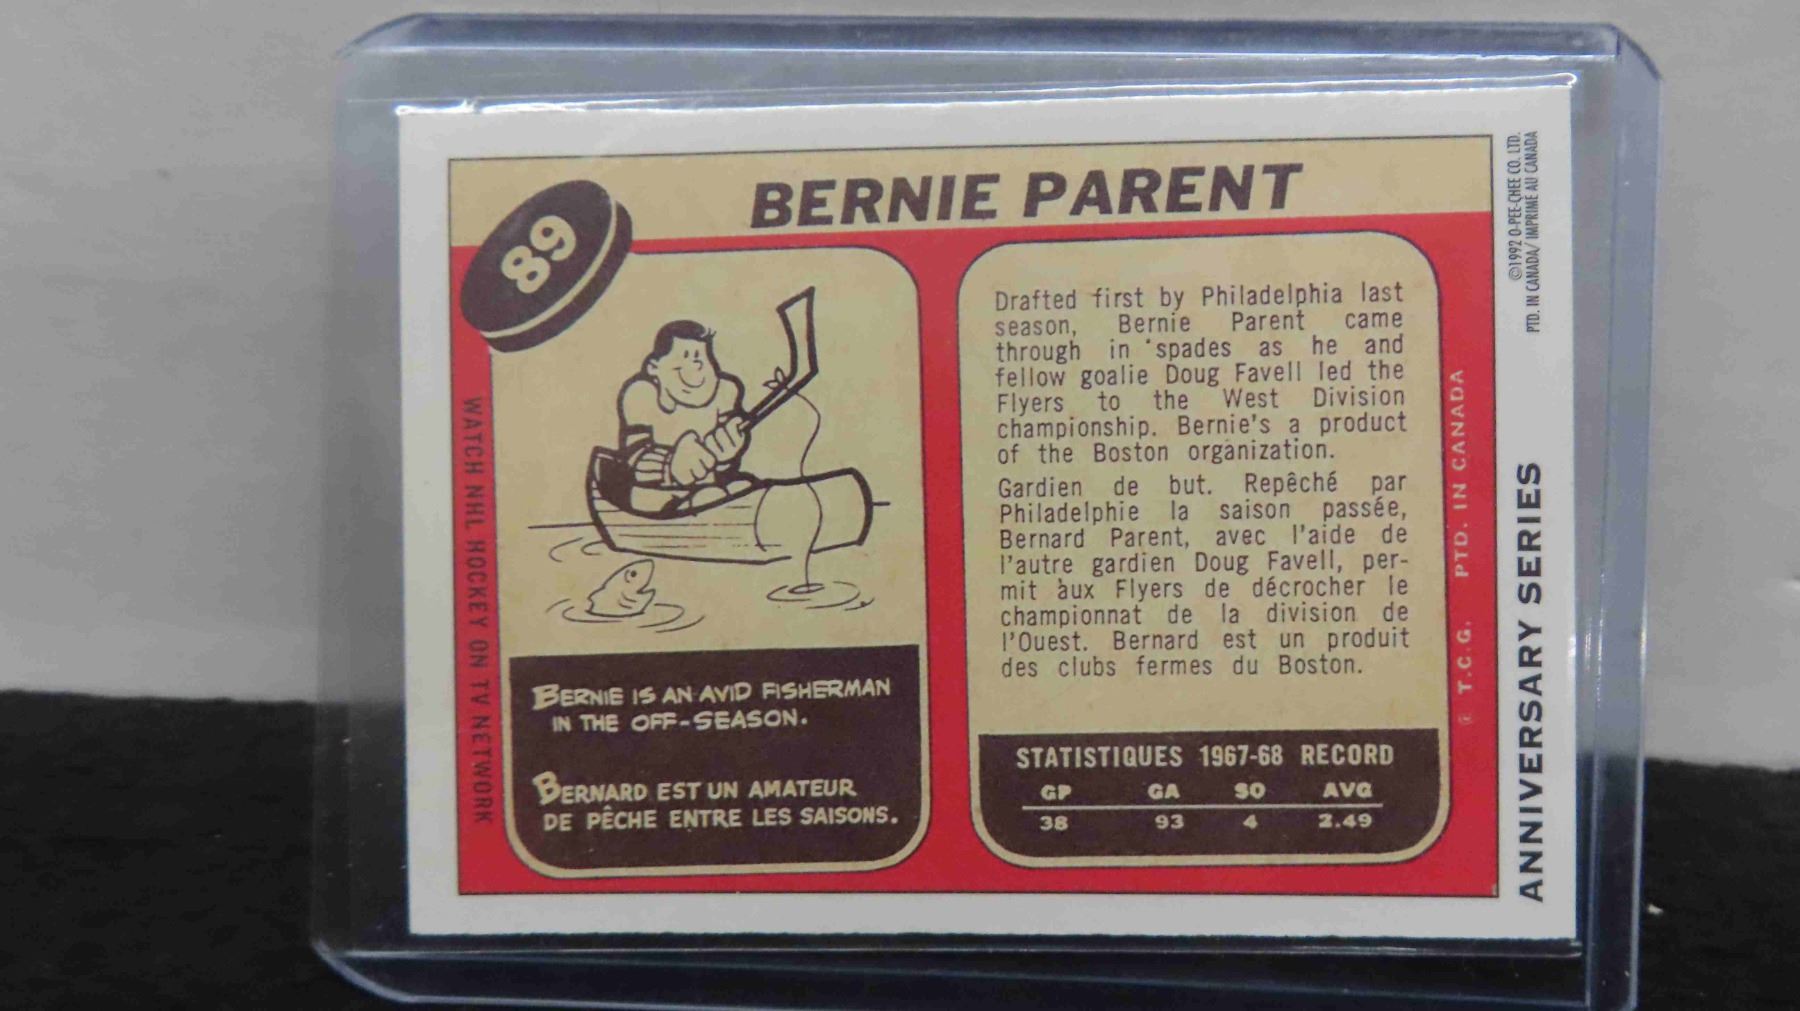 BERNIE PARENT
89
WATCH NHL HOCKEY ON TV NETWORK
BERNIE IS AN AVID FISHERMAN
IN THE OFF-SEASON.
BERNARD EST UN AMATEUR
DE PÊCHE ENTRE LES SAISONS.
Drafted first by Philadelphia last
season, Bernie Parent came
through in spades as he and
fellow goalie Doug Favell led the
Flyers to the West Division
championship. Bernie's a product
of the Boston organization.
Gardien de but. Repêché par
Philadelphie la saison passée,
Bernard Parent, avec l'aide de
l'autre gardien Doug Favell, per-
mit aux Flyers de décrocher le
championnat de la division de
l'Ouest. Bernard est un produit
des clubs fermes du Boston.
STATISTIQUES 1967-68 RECORD
GP GA SO AVG
38 93 4 2.49
T.C.G. PTD. IN CANADA
©1992 O-PEE-CHEE CO. LTD.
PTD. IN CANADA/ IMPRIME AU CANADA
ANNIVERSARY SERIES